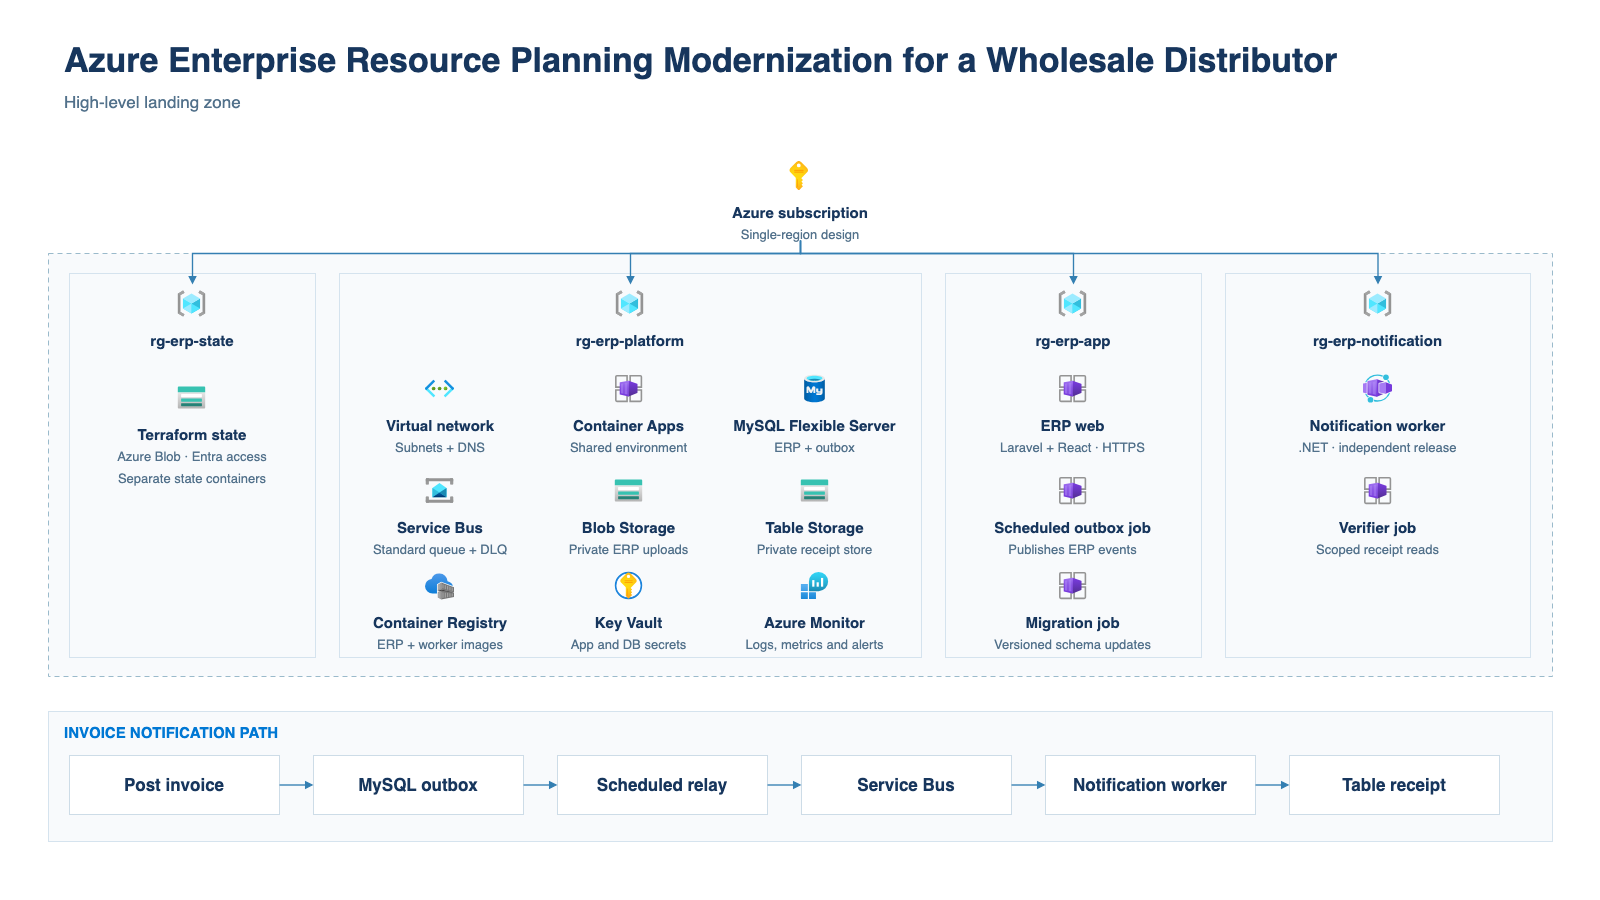 Azure Enterprise Resource Planning Modernization for a Wholesale Distributor
High-level landing zone
Azure subscription
Single-region design
rg-erp-state
Terraform state
Azure Blob · Entra access
Separate state containers
rg-erp-platform
Virtual network
Subnets + DNS
Container Apps
Shared environment
My
MySQL Flexible Server
ERP + outbox
Service Bus
Standard queue + DLQ
Blob Storage
Private ERP uploads
Table Storage
Private receipt store
Container Registry
ERP + worker images
Key Vault
App and DB secrets
Azure Monitor
Logs, metrics and alerts
rg-erp-app
ERP web
Laravel + React · HTTPS
Scheduled outbox job
Publishes ERP events
Migration job
Versioned schema updates
rg-erp-notification
Notification worker
.NET · independent release
Verifier job
Scoped receipt reads
INVOICE NOTIFICATION PATH
Post invoice
MySQL outbox
Scheduled relay
Service Bus
Notification worker
Table receipt